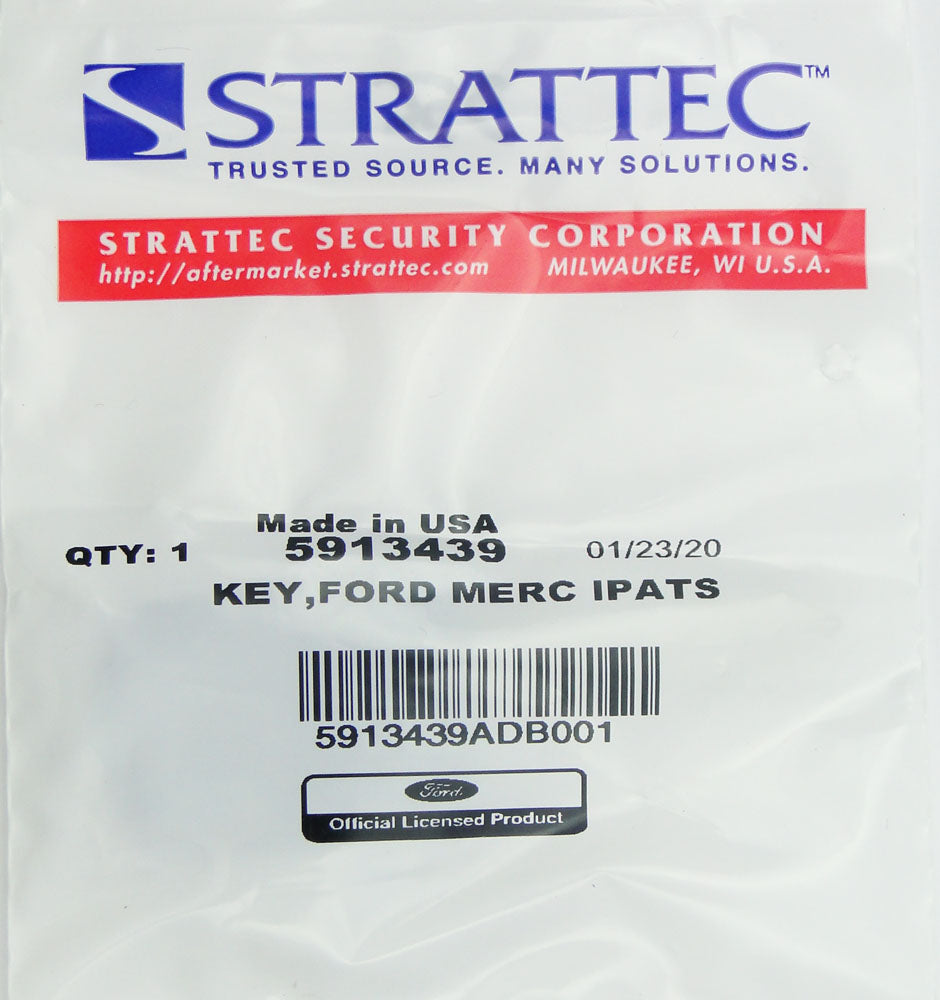 STRATTEC™
TRUSTED SOURCE. MANY SOLUTIONS.
STRATTEC SECURITY CORPORATION
http://aftermarket.strattec.com MILWAUKEE, WI U.S.A.
Made in USA
QTY: 1 5913439 01/23/20
KEY,FORD MERC IPATS
5913439ADB001
Ford
Official Licensed Product